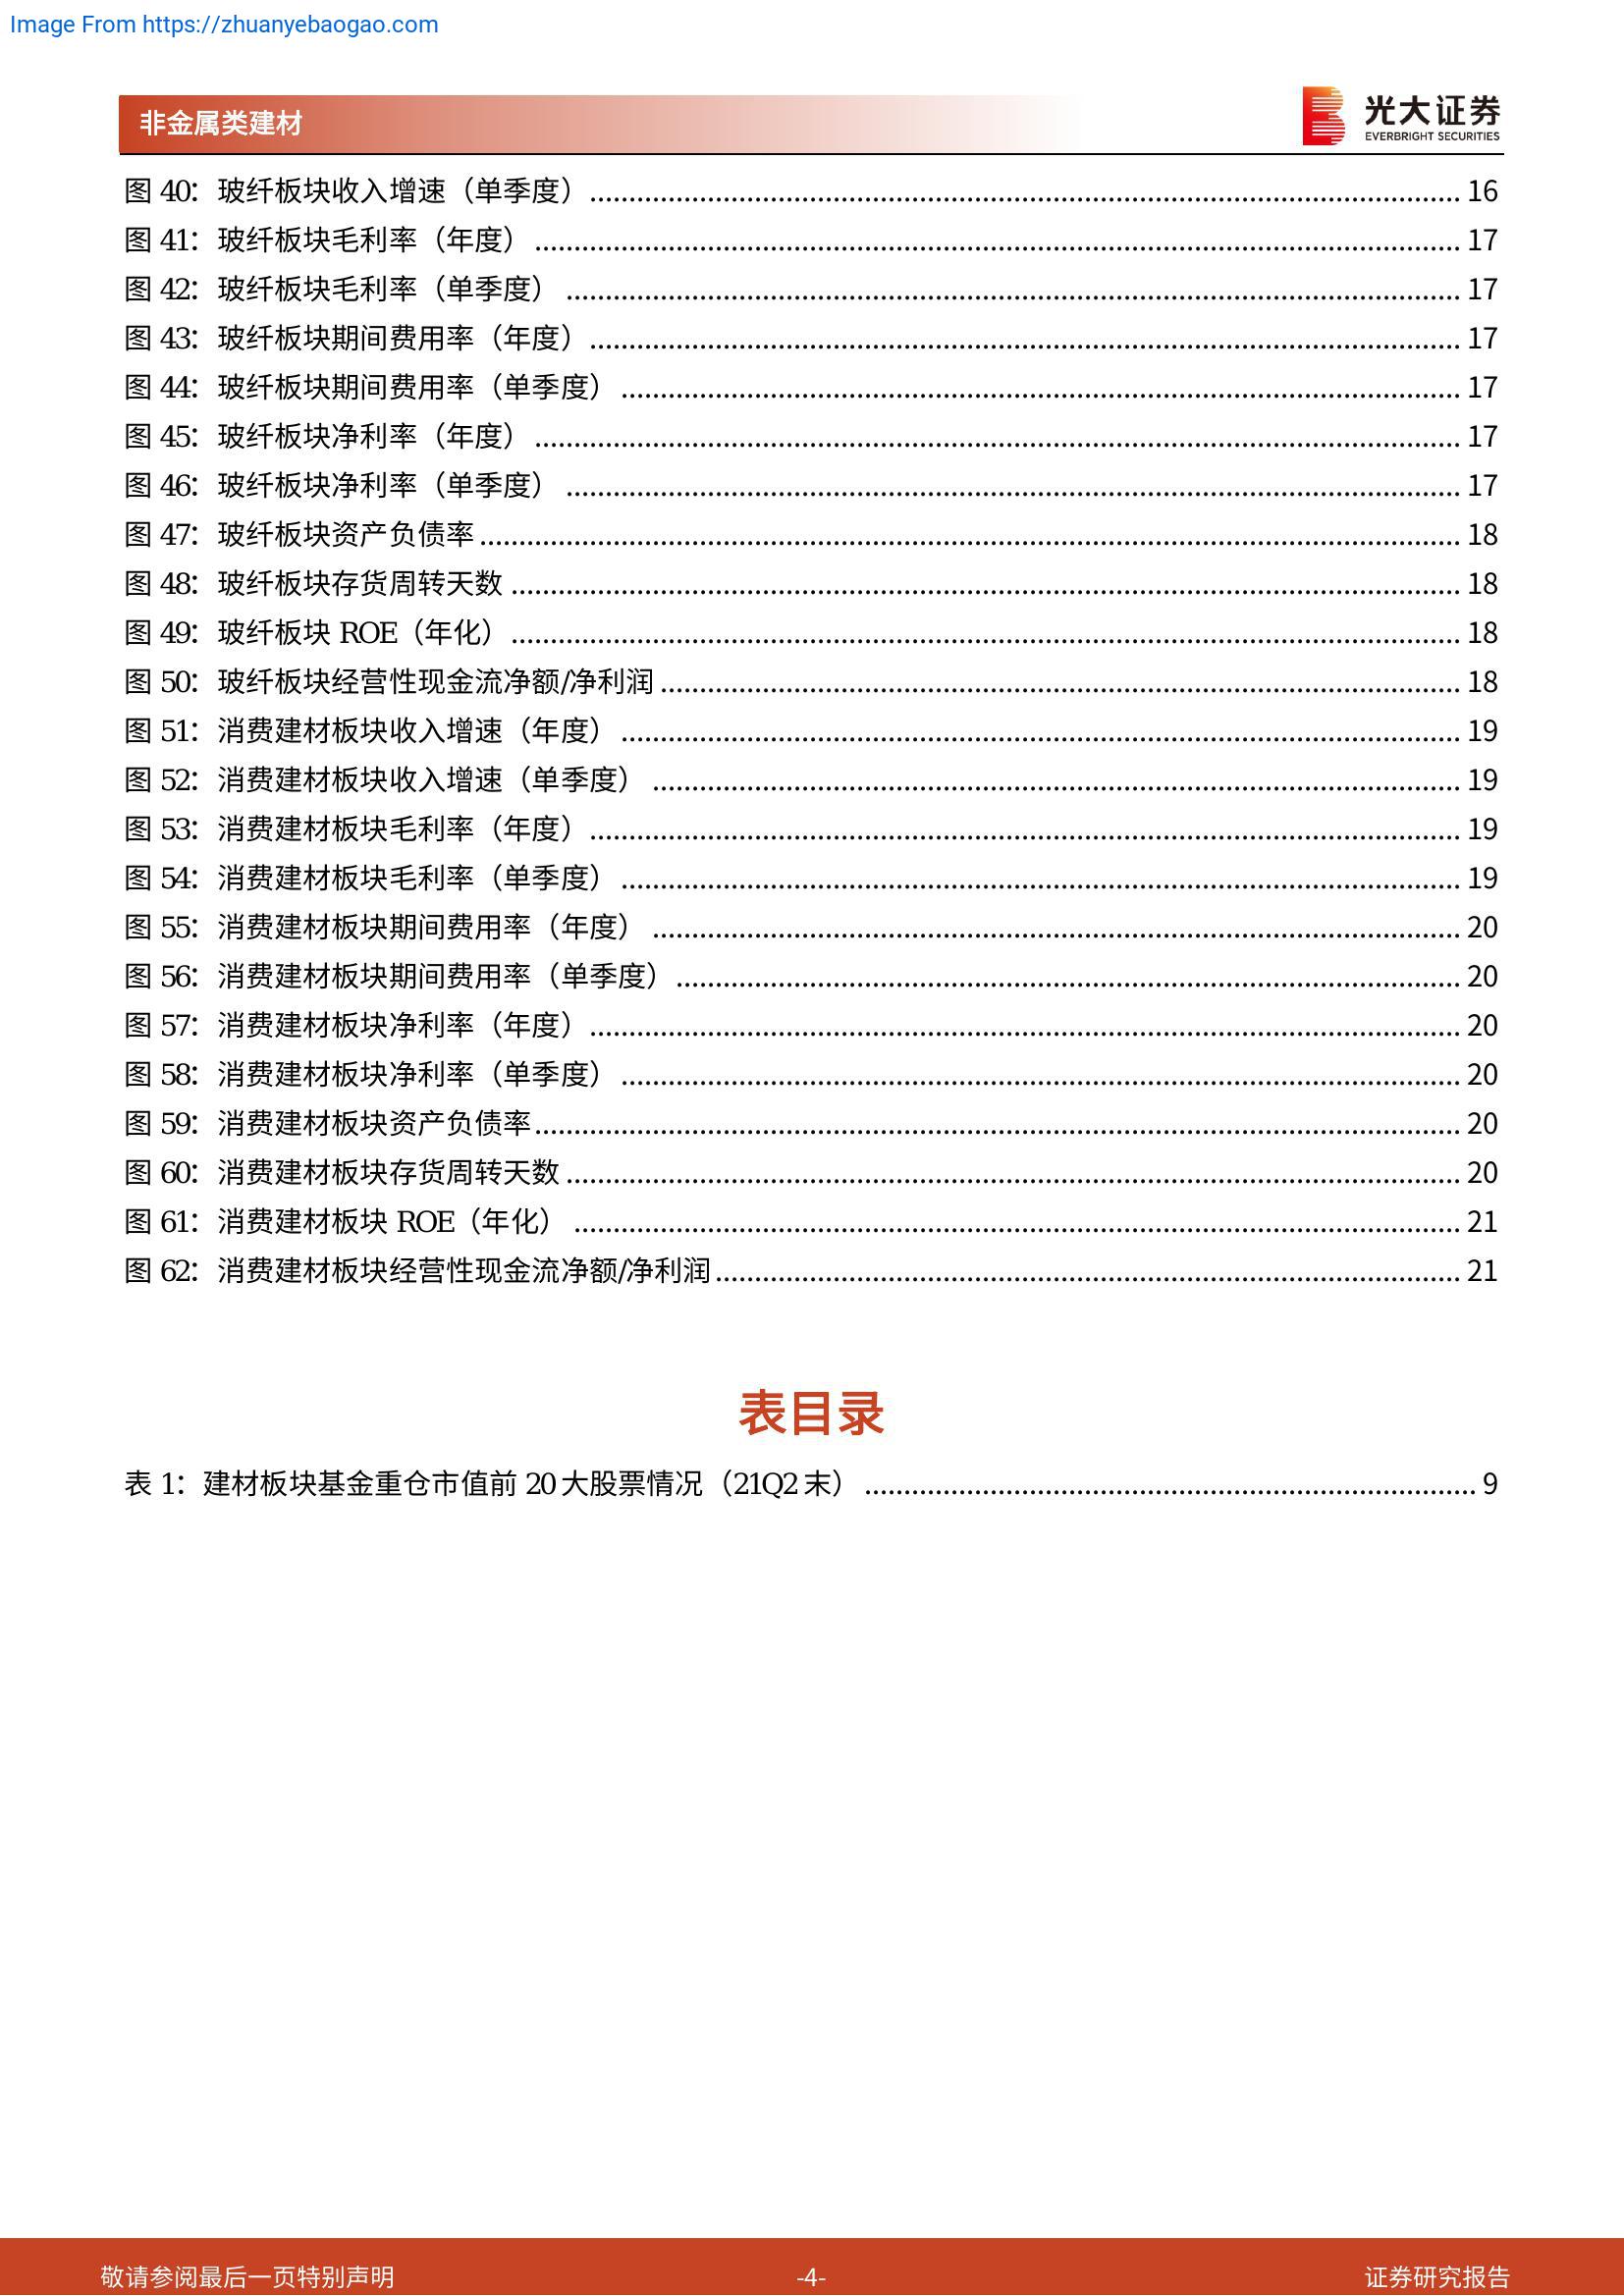 Image From https://zhuanyebaogao.com
非金属类建材
光大证券
EVERBRIGHT SECURITIES
图 40：玻纤板块收入增速（单季度）........ 16
图 41：玻纤板块毛利率（年度）........ 17
图 42：玻纤板块毛利率（单季度）........ 17
图 43：玻纤板块期间费用率（年度）........ 17
图 44：玻纤板块期间费用率（单季度）........ 17
图 45：玻纤板块净利率（年度）........ 17
图 46：玻纤板块净利率（单季度）........ 17
图 47：玻纤板块资产负债率........ 18
图 48：玻纤板块存货周转天数........ 18
图 49：玻纤板块 ROE（年化）........ 18
图 50：玻纤板块经营性现金流净额/净利润........ 18
图 51：消费建材板块收入增速（年度）........ 19
图 52：消费建材板块收入增速（单季度）........ 19
图 53：消费建材板块毛利率（年度）........ 19
图 54：消费建材板块毛利率（单季度）........ 19
图 55：消费建材板块期间费用率（年度）........ 20
图 56：消费建材板块期间费用率（单季度）........ 20
图 57：消费建材板块净利率（年度）........ 20
图 58：消费建材板块净利率（单季度）........ 20
图 59：消费建材板块资产负债率........ 20
图 60：消费建材板块存货周转天数........ 20
图 61：消费建材板块 ROE（年化）........ 21
图 62：消费建材板块经营性现金流净额/净利润........ 21
表目录
表 1：建材板块基金重仓市值前 20 大股票情况（21Q2 末）........ 9
敬请参阅最后一页特别声明
-4-
证券研究报告